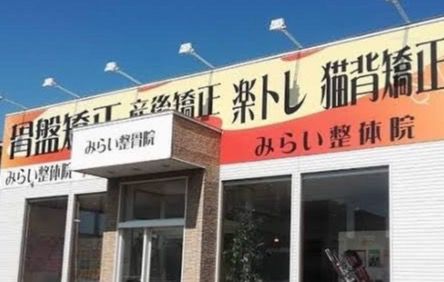 骨盤矯正 産後矯正 楽トレ 猫背矯正
みらい整骨院
みらい整体院
みらい整体院